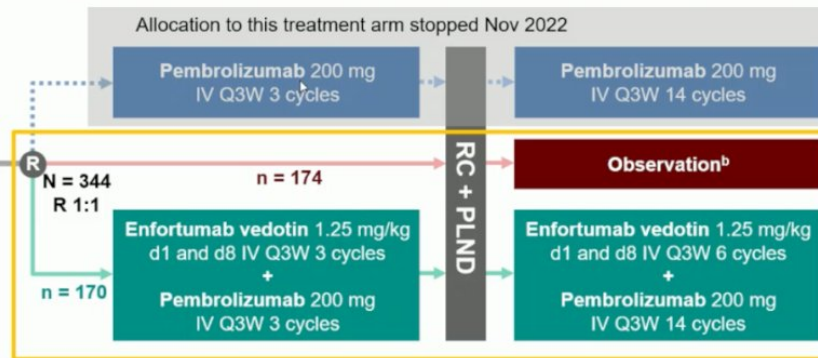 Allocation to this treatment arm stopped Nov 2022
Pembrolizumab 200 mg
IV Q3W 3 cycles
Pembrolizumab 200 mg
IV Q3W 14 cycles
R
N = 344
R 1:1
n = 174
RC + PLND
Observationᵇ
n = 170
Enfortumab vedotin 1.25 mg/kg
d1 and d8 IV Q3W 3 cycles
+
Pembrolizumab 200 mg
IV Q3W 3 cycles
Enfortumab vedotin 1.25 mg/kg
d1 and d8 IV Q3W 6 cycles
+
Pembrolizumab 200 mg
IV Q3W 14 cycles